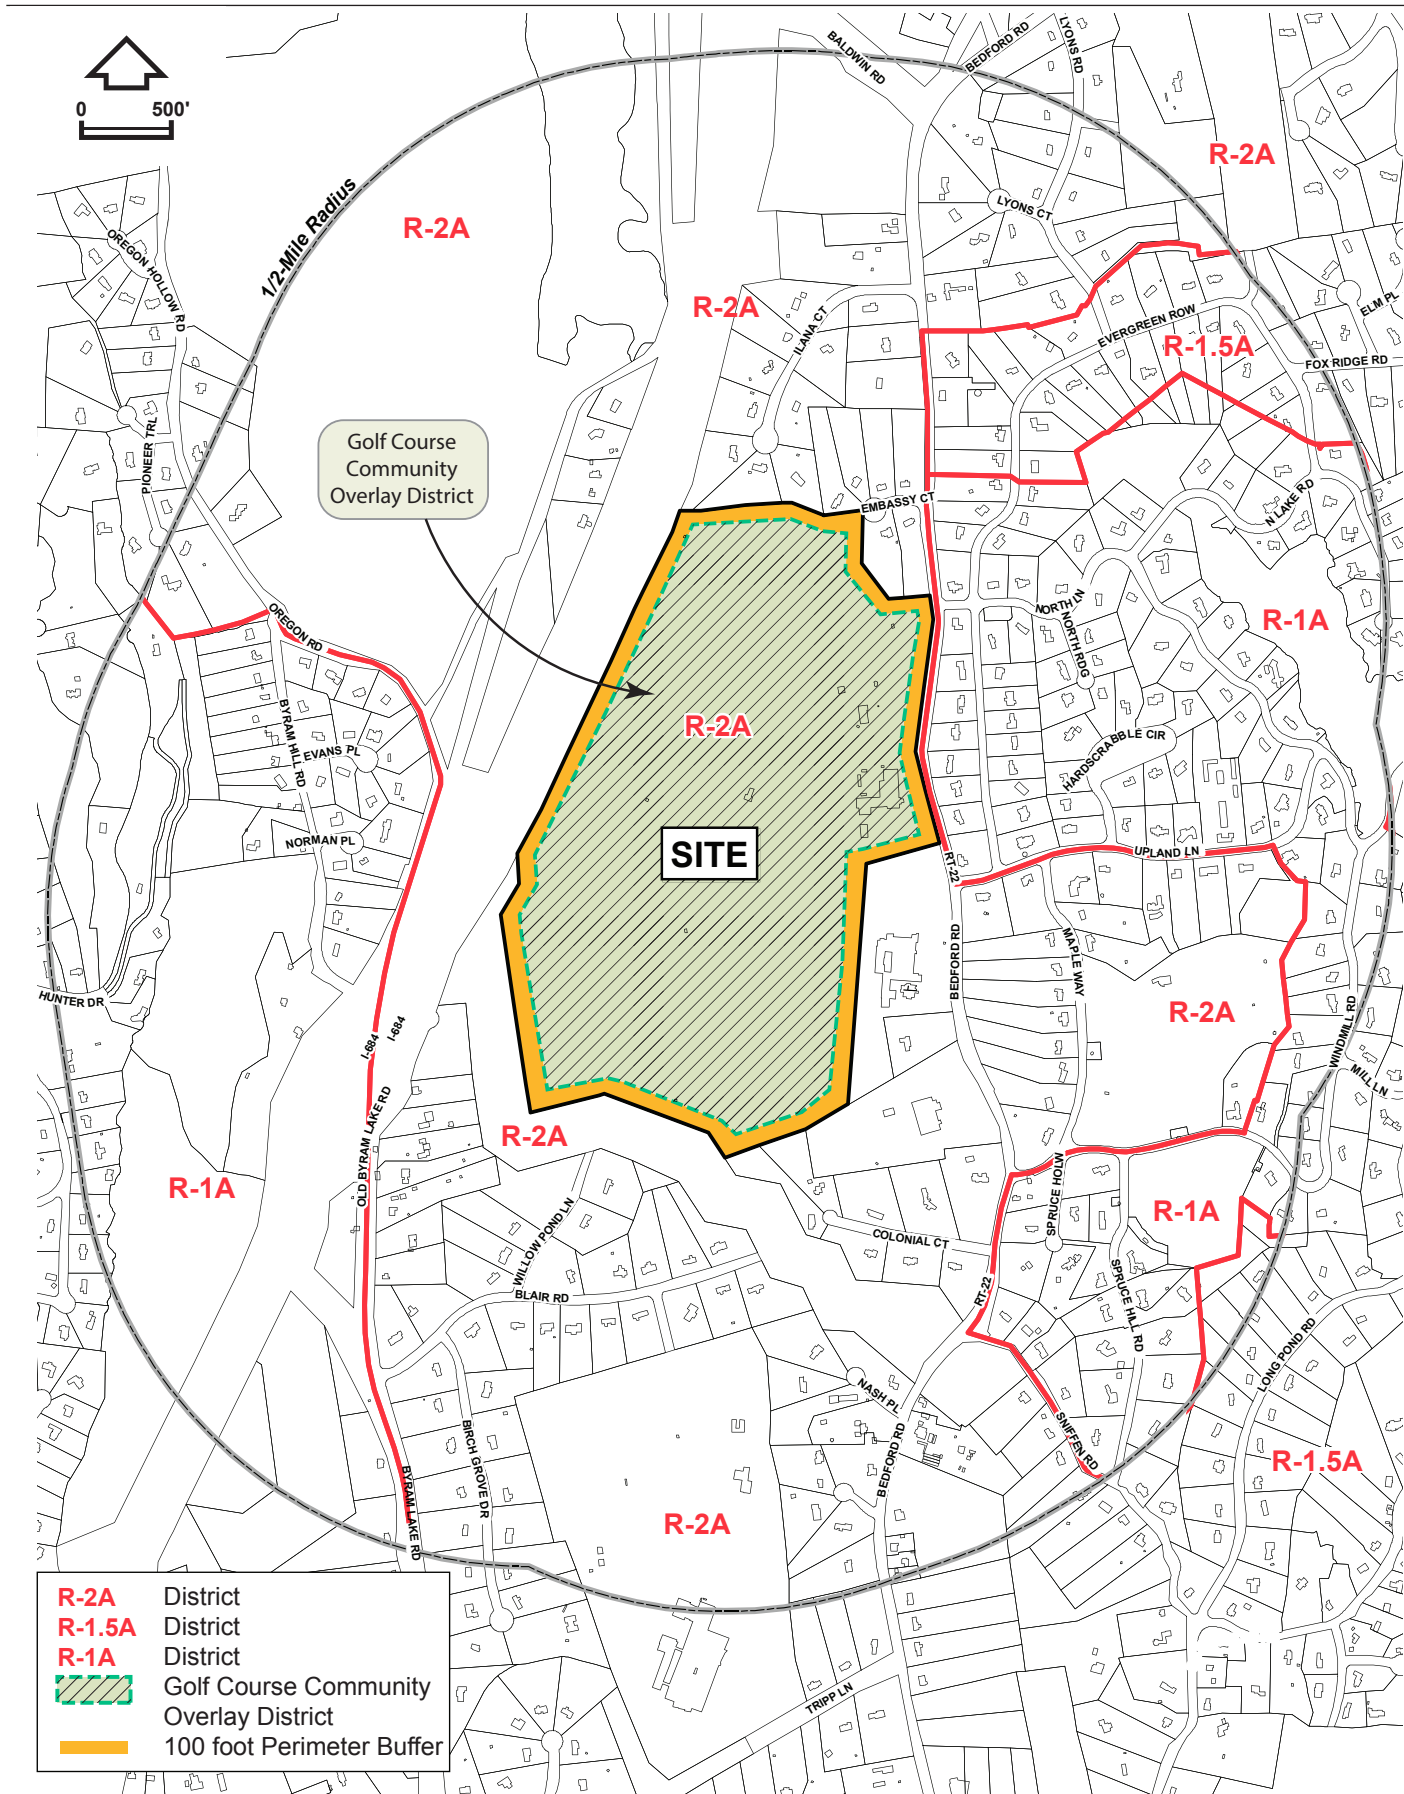 BALDWIN RD
BEDFORD RD
LYONS RD
0 500'
R-2A
1/2-Mile Radius
R-2A
LYONS CT
OREGON HOLLOW RD
R-2A
ILANA CT
EVERGREEN ROW
R-1.5A
ELM PL
FOX RIDGE RD
PIONEER TRL
Golf Course
Community
Overlay District
EMBASSY CT
N LAKE RD
OREGON RD
NORTH LN
NORTH RDG
R-1A
BYRAM HILL RD
EVANS PL
R-2A
HARDSCRABBLE CIR
NORMAN PL
SITE
RT-22
UPLAND LN
BEDFORD RD
MAPLE WAY
HUNTER DR
R-2A
I-684
I-684
WINDMILL RD
MILL LN
OLD BYRAM LAKE RD
R-2A
R-1A
SPRUCE HOLW
R-1A
WILLOW POND LN
COLONIAL CT
BLAIR RD
RT-22
SPRUCE HILL RD
LONG POND RD
NASH PL
BIRCH GROVE DR
BEDFORD RD
SNIFFEN RD
R-1.5A
BYRAM LAKE RD
R-2A
TRIPP LN
R-2A District
R-1.5A District
R-1A District
Golf Course Community
Overlay District
100 foot Perimeter Buffer